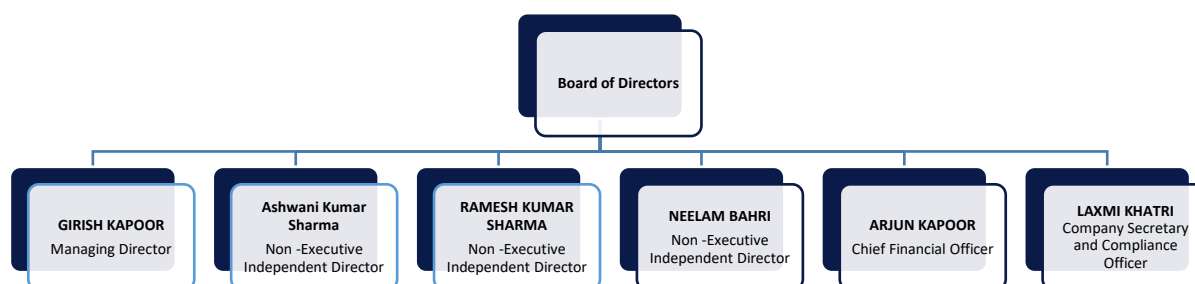 Board of Directors
GIRISH KAPOOR
Managing Director
Ashwani Kumar
Sharma
Non -Executive
Independent Director
RAMESH KUMAR
SHARMA
Non -Executive
Independent Director
NEELAM BAHRI
Non -Executive
Independent Director
ARJUN KAPOOR
Chief Financial Officer
LAXMI KHATRI
Company Secretary
and Compliance
Officer